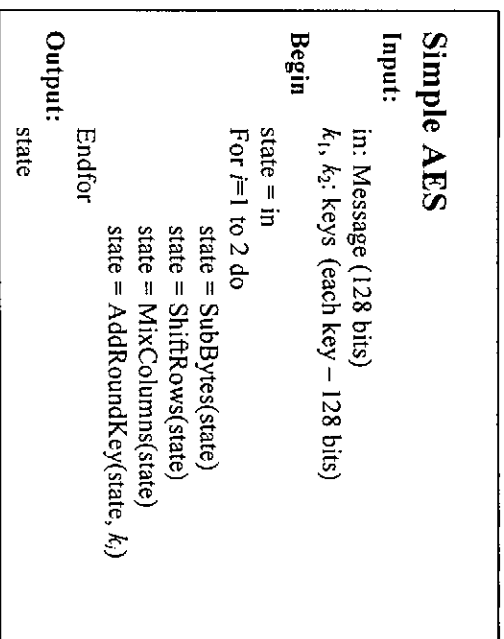 Simple AES
Input:
in: Message (128 bits)
k₁, k₂: keys (each key – 128 bits)
Begin
state = in
For i=1 to 2 do
state = SubBytes(state)
state = ShiftRows(state)
state = MixColumns(state)
state = AddRoundKey(state, kᵢ)
Endfor
Output:
state